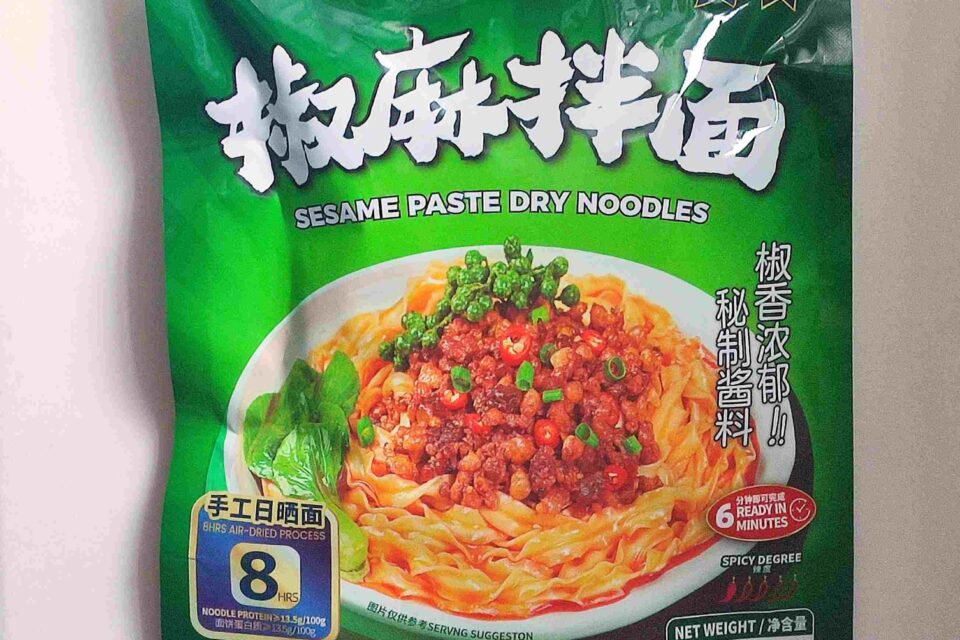 椒麻拌面
SESAME PASTE DRY NOODLES
椒香浓郁!!
秘制酱料
手工日晒面
8HRS AIR-DRIED PROCESS
8HRS
NOODLE PROTEIN≥13.5g/100g
面饼蛋白质≥13.5g/100g
6
分钟即可完成
READY IN
MINUTES
SPICY DEGREE
辣度
图片仅供参考SERVNG SUGGESTON
NET WEIGHT / 净含量